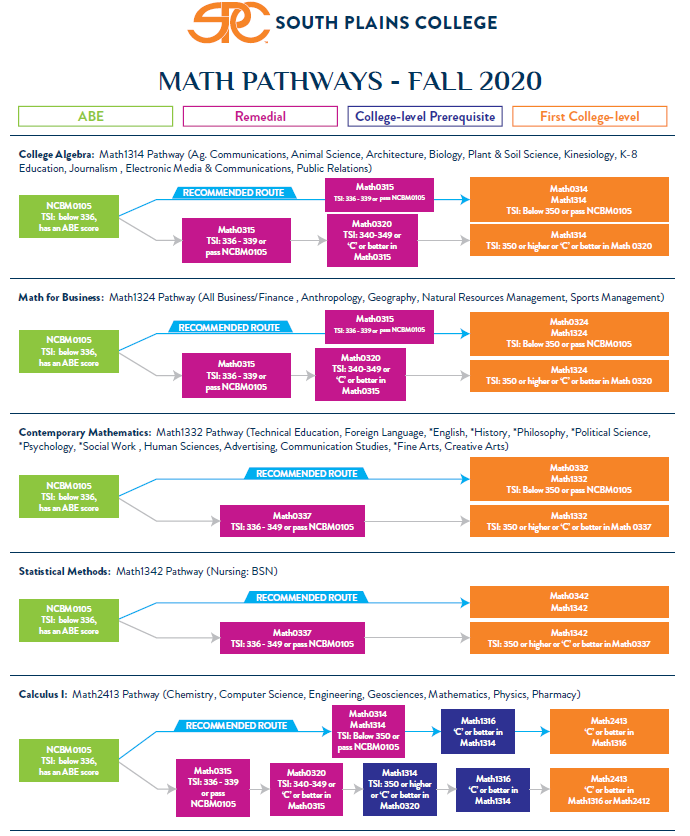 SPC SOUTH PLAINS COLLEGE
MATH PATHWAYS - FALL 2020
ABE
Remedial
College-level Prerequisite
First College-level
College Algebra: Math1314 Pathway (Ag. Communications, Animal Science, Architecture, Biology, Plant & Soil Science, Kinesiology, K-8
Education, Journalism , Electronic Media & Communications, Public Relations)
NCBM0105
TSI: below 336,
has an ABE score
RECOMMENDED ROUTE
Math0315
TSI: 336 - 339 or pass NCBM0105
Math0314
Math1314
TSI: Below 350 or pass NCBM0105
Math0315
TSI: 336 - 339 or
pass NCBM0105
Math0320
TSI: 340-349 or
'C' or better in
Math0315
Math1314
TSI: 350 or higher or 'C' or better in Math 0320
Math for Business: Math1324 Pathway (All Business/Finance , Anthropology, Geography, Natural Resources Management, Sports Management)
NCBM0105
TSI: below 336,
has an ABE score
RECOMMENDED ROUTE
Math0315
TSI: 336 - 339 or pass NCBM0105
Math0324
Math1324
TSI: Below 350 or pass NCBM0105
Math0315
TSI: 336 - 339 or
pass NCBM0105
Math0320
TSI: 340-349 or
'C' or better in
Math0315
Math1324
TSI: 350 or higher or 'C' or better in Math 0320
Contemporary Mathematics: Math1332 Pathway (Technical Education, Foreign Language, *English, *History, *Philosophy, *Political Science,
*Psychology, *Social Work , Human Sciences, Advertising, Communication Studies, *Fine Arts, Creative Arts)
NCBM0105
TSI: below 336,
has an ABE score
RECOMMENDED ROUTE
Math0332
Math1332
TSI: Below 350 or pass NCBM0105
Math0337
TSI: 336 - 349 or pass NCBM0105
Math1332
TSI: 350 or higher or 'C' or better in Math 0337
Statistical Methods: Math1342 Pathway (Nursing: BSN)
NCBM0105
TSI: below 336,
has an ABE score
RECOMMENDED ROUTE
Math0342
Math1342
Math0337
TSI: 336 - 349 or pass NCBM0105
Math1342
TSI: 350 or higher or 'C' or better in Math0337
Calculus I: Math2413 Pathway (Chemistry, Computer Science, Engineering, Geosciences, Mathematics, Physics, Pharmacy)
NCBM0105
TSI: below 336,
has an ABE score
RECOMMENDED ROUTE
Math0314
Math1314
TSI: Below 350 or
pass NCBM0105
Math1316
'C' or better in
Math1314
Math2413
'C' or better in
Math1316
Math0315
TSI: 336 - 339
or pass
NCBM0105
Math0320
TSI: 340-349 or
'C' or better in
Math0315
Math1314
TSI: 350 or higher
or 'C' or better in
Math0320
Math1316
'C' or better in
Math1314
Math2413
'C' or better in
Math1316 or Math2412